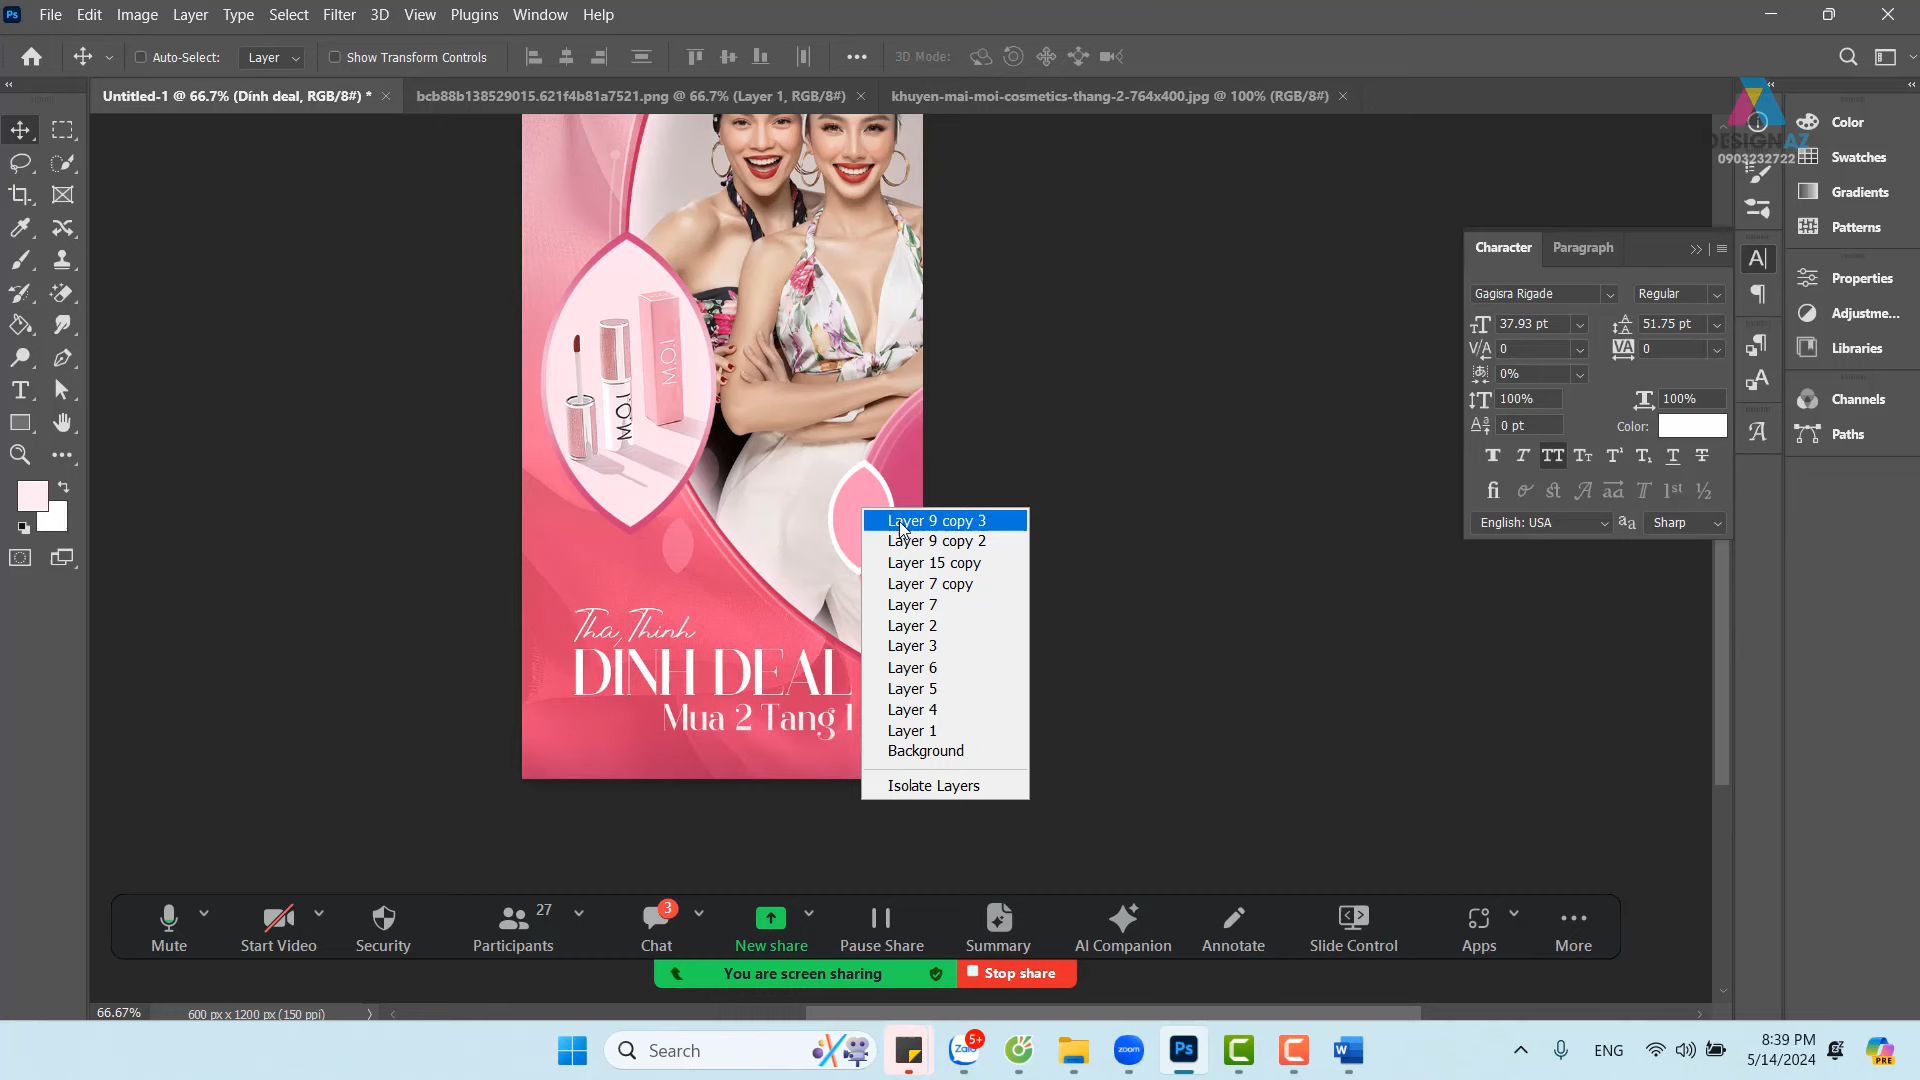 Ps File Edit Image Layer Type Select Filter 3D View Plugins Window Help
Auto-Select: Layer Show Transform Controls 3D Mode:
Untitled-1 @ 66.7% (Dính deal, RGB/8#) * bcb88b138529015.621f4b81a7521.png @ 66.7% (Layer 1, RGB/8#) khuyen-mai-moi-cosmetics-thang-2-764x400.jpg @ 100% (RGB/8#)
DESIGNAZ
0903232722
Color
Swatches
Gradients
Patterns
Properties
Adjustme...
Libraries
Channels
Paths
Character Paragraph
Gagisra Rigade Regular
37.93 pt 51.75 pt
0 0
0%
100% 100%
0 pt Color:
English: USA Sharp
M.O.I
M.O.I
Tha, Thinh
DINH DEAL
Mua 2 Tang 1
Layer 9 copy 3
Layer 9 copy 2
Layer 15 copy
Layer 7 copy
Layer 7
Layer 2
Layer 3
Layer 6
Layer 5
Layer 4
Layer 1
Background
Isolate Layers
27 3
Mute Start Video Security Participants Chat New share Pause Share Summary AI Companion Annotate Slide Control Apps More
You are screen sharing Stop share
66.67% 600 px x 1200 px (150 ppi)
Search Zalo 5+ zoom Ps ENG 8:39 PM
5/14/2024 PRE